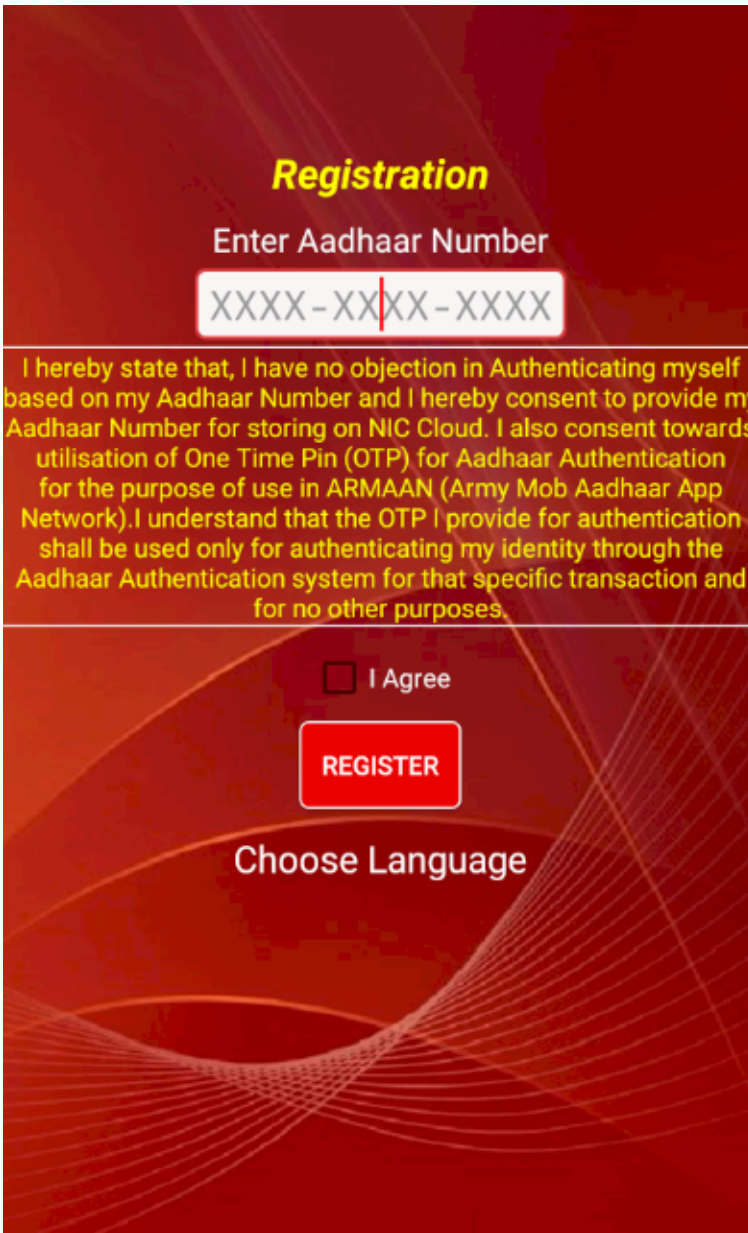 Registration
Enter Aadhaar Number
XXXX-XXXX-XXXX
I hereby state that, I have no objection in Authenticating myself
based on my Aadhaar Number and I hereby consent to provide my
Aadhaar Number for storing on NIC Cloud. I also consent towards
utilisation of One Time Pin (OTP) for Aadhaar Authentication
for the purpose of use in ARMAAN (Army Mob Aadhaar App
Network).I understand that the OTP I provide for authentication
shall be used only for authenticating my identity through the
Aadhaar Authentication system for that specific transaction and
for no other purposes.
I Agree
REGISTER
Choose Language